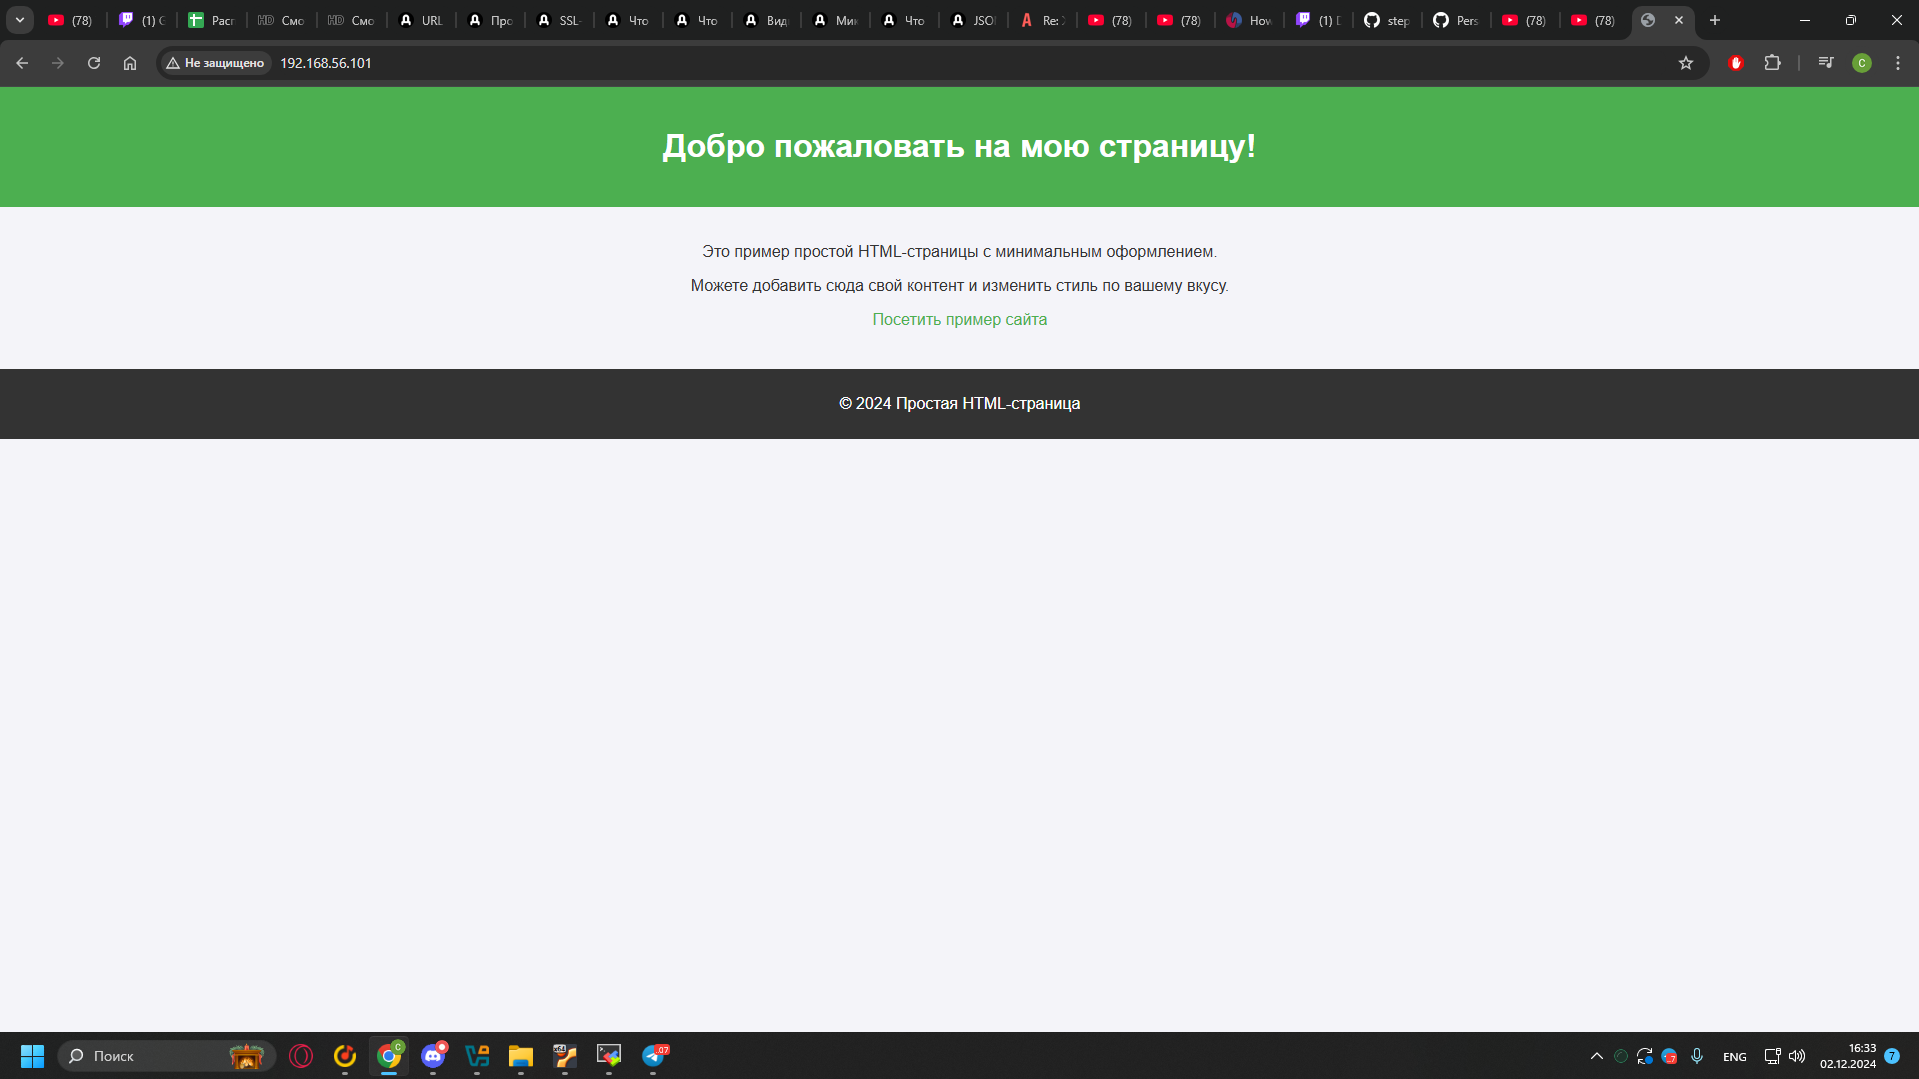 (78) (1) G Расп Смо Смо URL Про SSL- Что Что Вид Мик Что JSO Re: (78) (78) How (1) step Pers (78) (78)
Не защищено 192.168.56.101 C
Добро пожаловать на мою страницу!
Это пример простой HTML-страницы с минимальным оформлением.
Можете добавить сюда свой контент и изменить стиль по вашему вкусу.
Посетить пример сайта
© 2024 Простая HTML-страница
Поиск ENG 16:33
02.12.2024 7